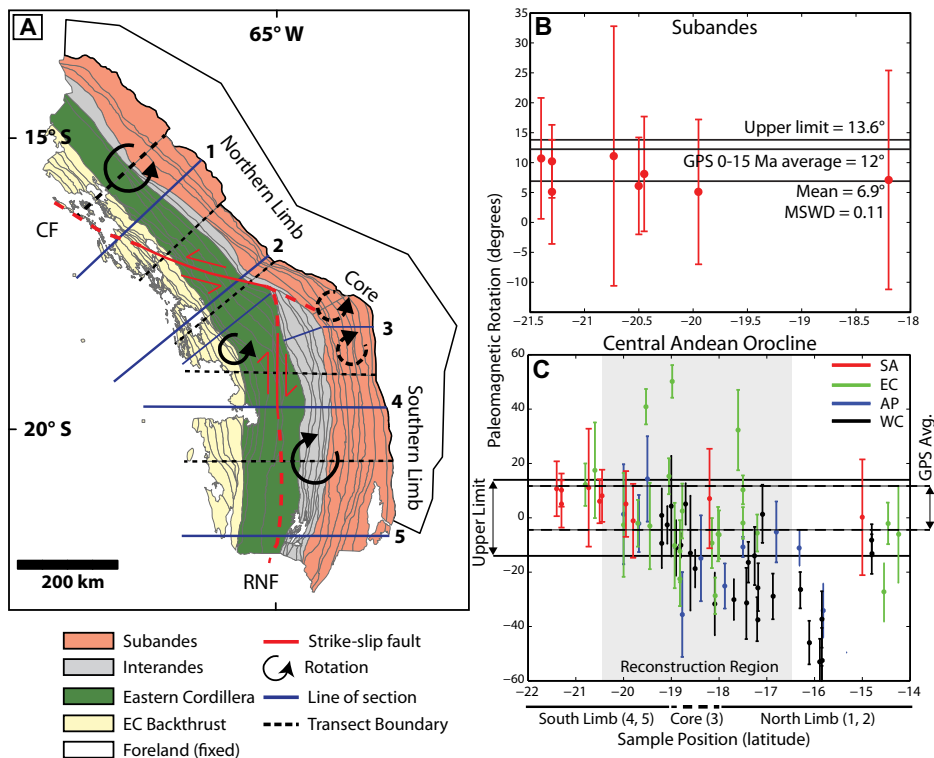 A
65° W
15° S
20° S
CF
RNF
1
2
3
4
5
Northern Limb
Core
Southern Limb
200 km
Subandes
Interandes
Eastern Cordillera
EC Backthrust
Foreland (fixed)
Strike-slip fault
Rotation
Line of section
Transect Boundary
B
Subandes
35
30
25
20
15
10
5
0
−5
−10
Upper limit = 13.6°
GPS 0-15 Ma average = 12°
Mean = 6.9°
MSWD = 0.11
−21.5
−21
−20.5
−20
−19.5
−19
−18.5
−18
Paleomagnetic Rotation (degrees)
Central Andean Orocline
C
SA
EC
AP
WC
60
40
20
0
−20
−40
−60
Upper Limit
GPS Avg.
Reconstruction Region
−22
−21
−20
−19
−18
−17
−16
−15
−14
South Limb (4, 5)
Core (3)
North Limb (1, 2)
Sample Position (latitude)